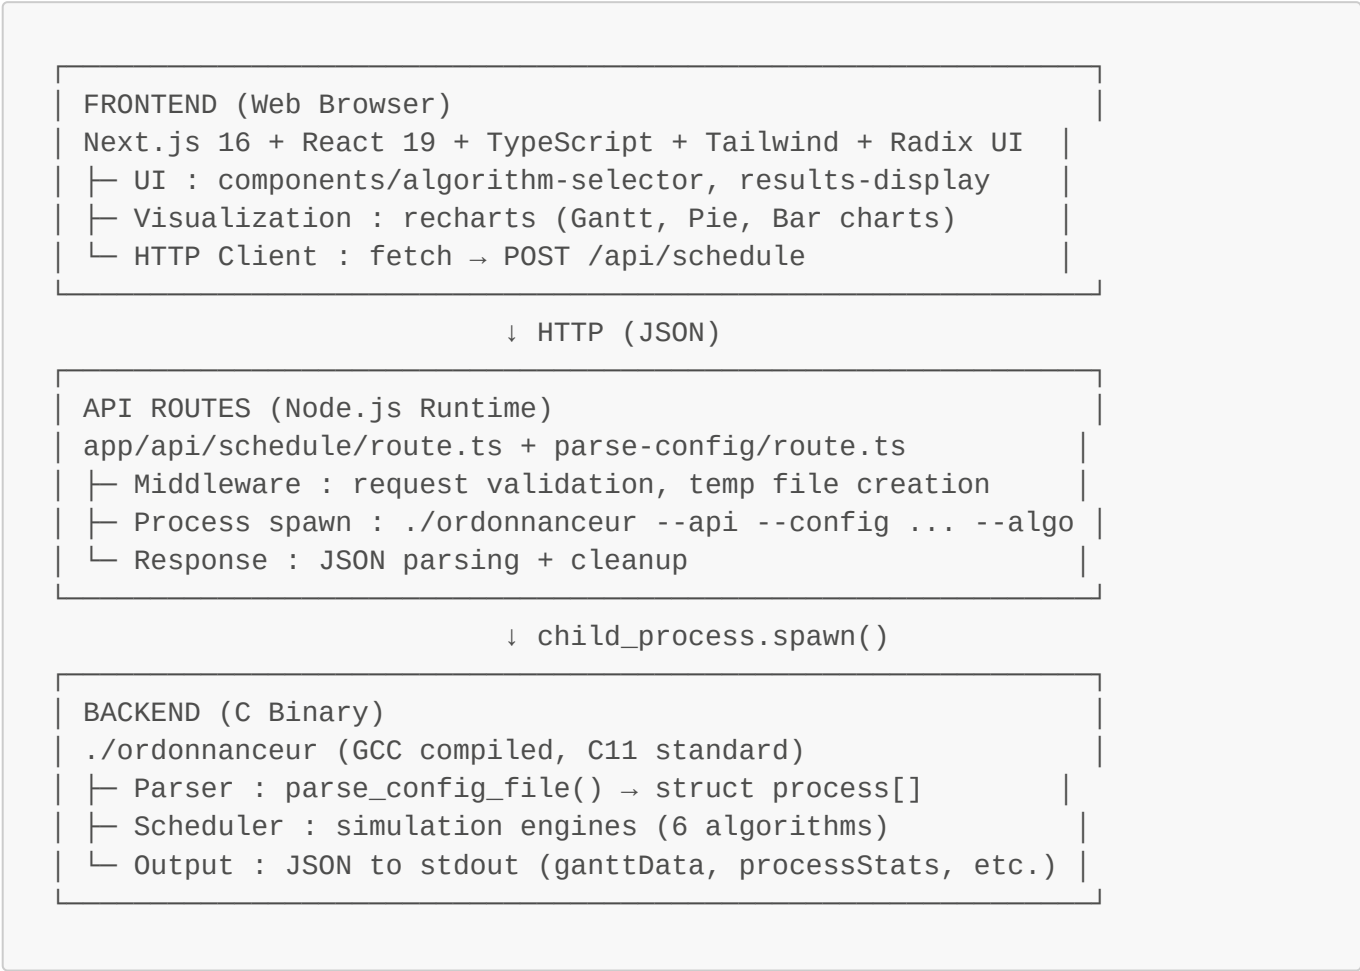 FRONTEND (Web Browser)
Next.js 16 + React 19 + TypeScript + Tailwind + Radix UI
├─ UI : components/algorithm-selector, results-display
├─ Visualization : recharts (Gantt, Pie, Bar charts)
└─ HTTP Client : fetch → POST /api/schedule
↓ HTTP (JSON)
API ROUTES (Node.js Runtime)
app/api/schedule/route.ts + parse-config/route.ts
├─ Middleware : request validation, temp file creation
├─ Process spawn : ./ordonnanceur --api --config ... --algo
└─ Response : JSON parsing + cleanup
↓ child_process.spawn()
BACKEND (C Binary)
./ordonnanceur (GCC compiled, C11 standard)
├─ Parser : parse_config_file() → struct process[]
├─ Scheduler : simulation engines (6 algorithms)
└─ Output : JSON to stdout (ganttData, processStats, etc.)